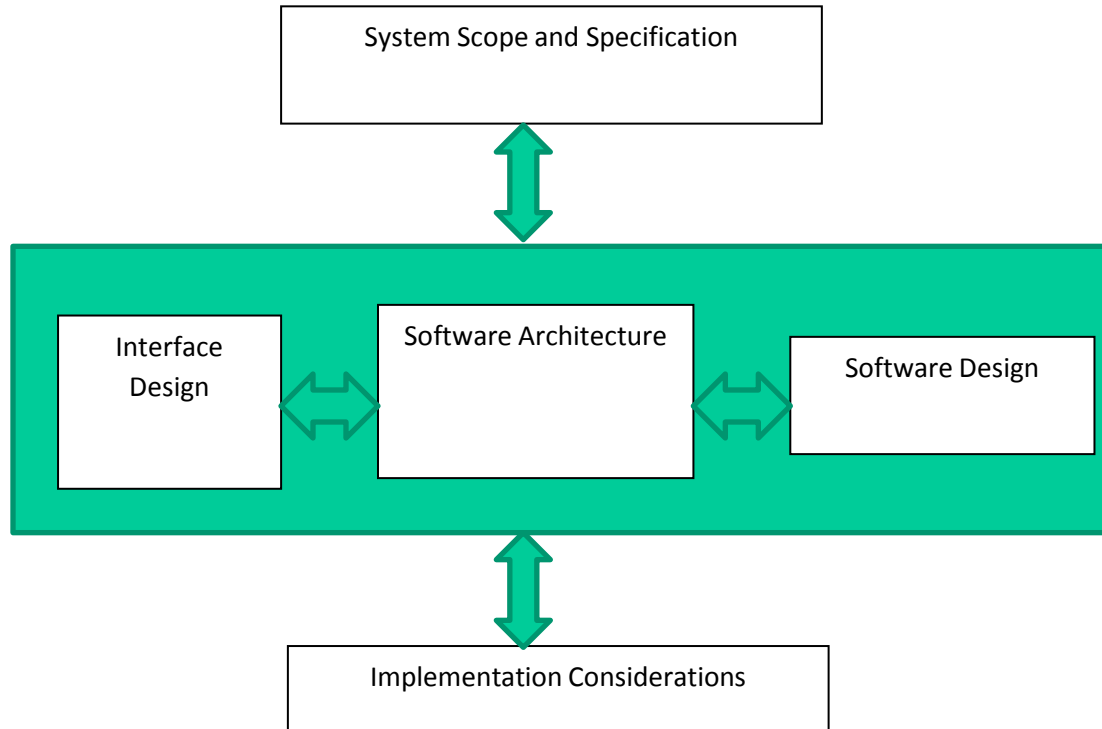 System Scope and Specification
Interface
Design
Software Architecture
Software Design
Implementation Considerations